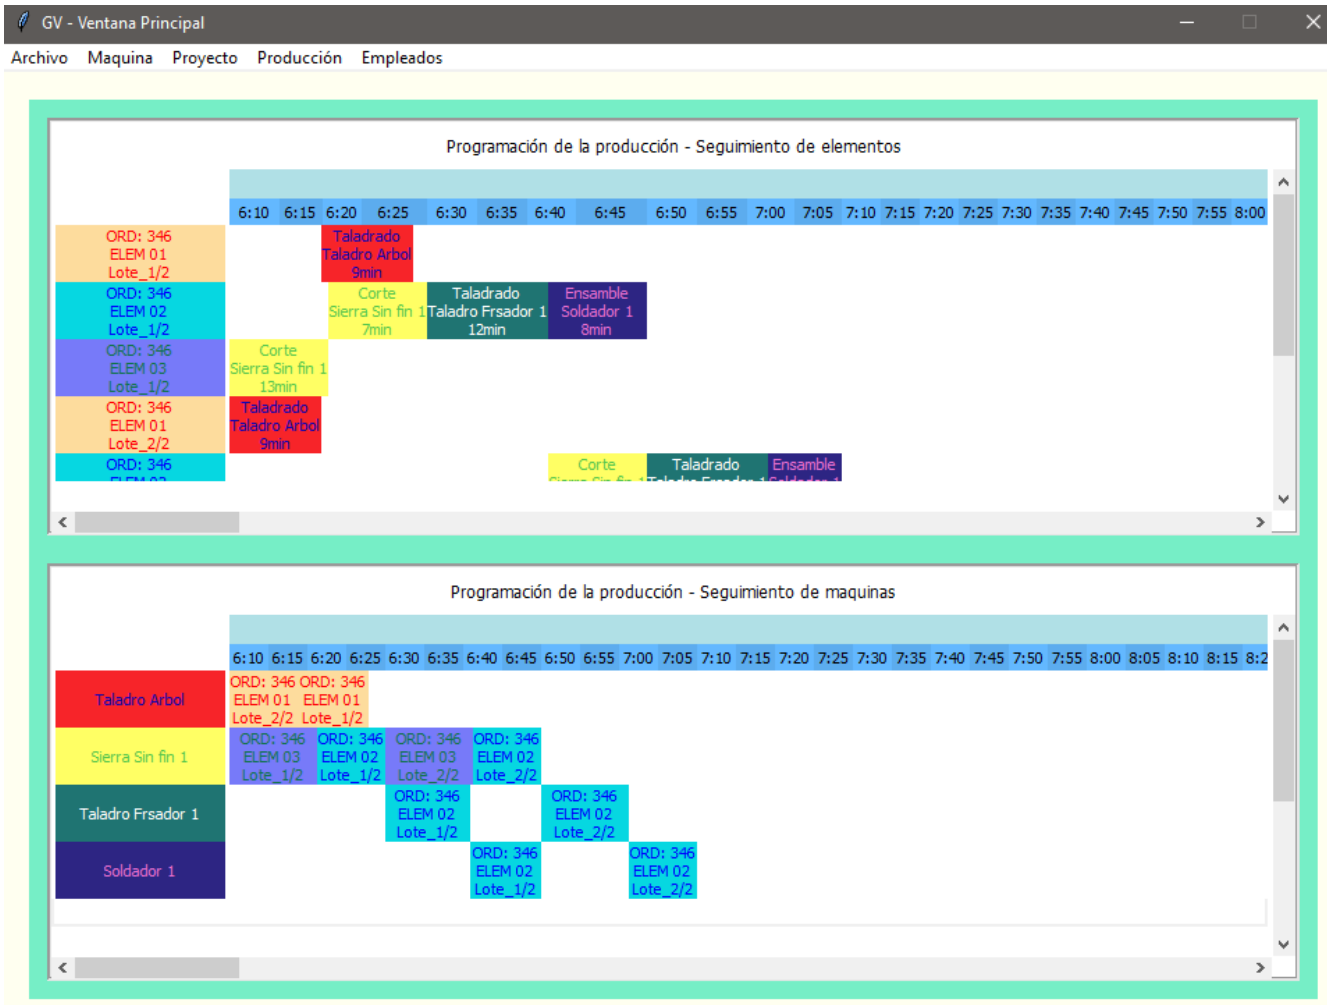 GV - Ventana Principal
Archivo Maquina Proyecto Producción Empleados
Programación de la producción - Seguimiento de elementos
6:10 6:15 6:20 6:25 6:30 6:35 6:40 6:45 6:50 6:55 7:00 7:05 7:10 7:15 7:20 7:25 7:30 7:35 7:40 7:45 7:50 7:55 8:00
ORD: 346 Taladrado
ELEM 01 Taladro Arbol
Lote_1/2 9min
ORD: 346 Corte Taladrado Ensamble
ELEM 02 Sierra Sin fin 1 Taladro Frsador 1 Soldador 1
Lote_1/2 7min 12min 8min
ORD: 346 Corte
ELEM 03 Sierra Sin fin 1
Lote_1/2 13min
ORD: 346 Taladrado
ELEM 01 Taladro Arbol
Lote_2/2 9min
ORD: 346 Corte Taladrado Ensamble
Programación de la producción - Seguimiento de maquinas
6:10 6:15 6:20 6:25 6:30 6:35 6:40 6:45 6:50 6:55 7:00 7:05 7:10 7:15 7:20 7:25 7:30 7:35 7:40 7:45 7:50 7:55 8:00 8:05 8:10 8:15 8:2
ORD: 346 ORD: 346
Taladro Arbol ELEM 01 ELEM 01
Lote_2/2 Lote_1/2
ORD: 346 ORD: 346 ORD: 346 ORD: 346
Sierra Sin fin 1 ELEM 03 ELEM 02 ELEM 03 ELEM 02
Lote_1/2 Lote_1/2 Lote_2/2 Lote_2/2
ORD: 346 ORD: 346
Taladro Frsador 1 ELEM 02 ELEM 02
Lote_1/2 Lote_2/2
ORD: 346 ORD: 346
Soldador 1 ELEM 02 ELEM 02
Lote_1/2 Lote_2/2